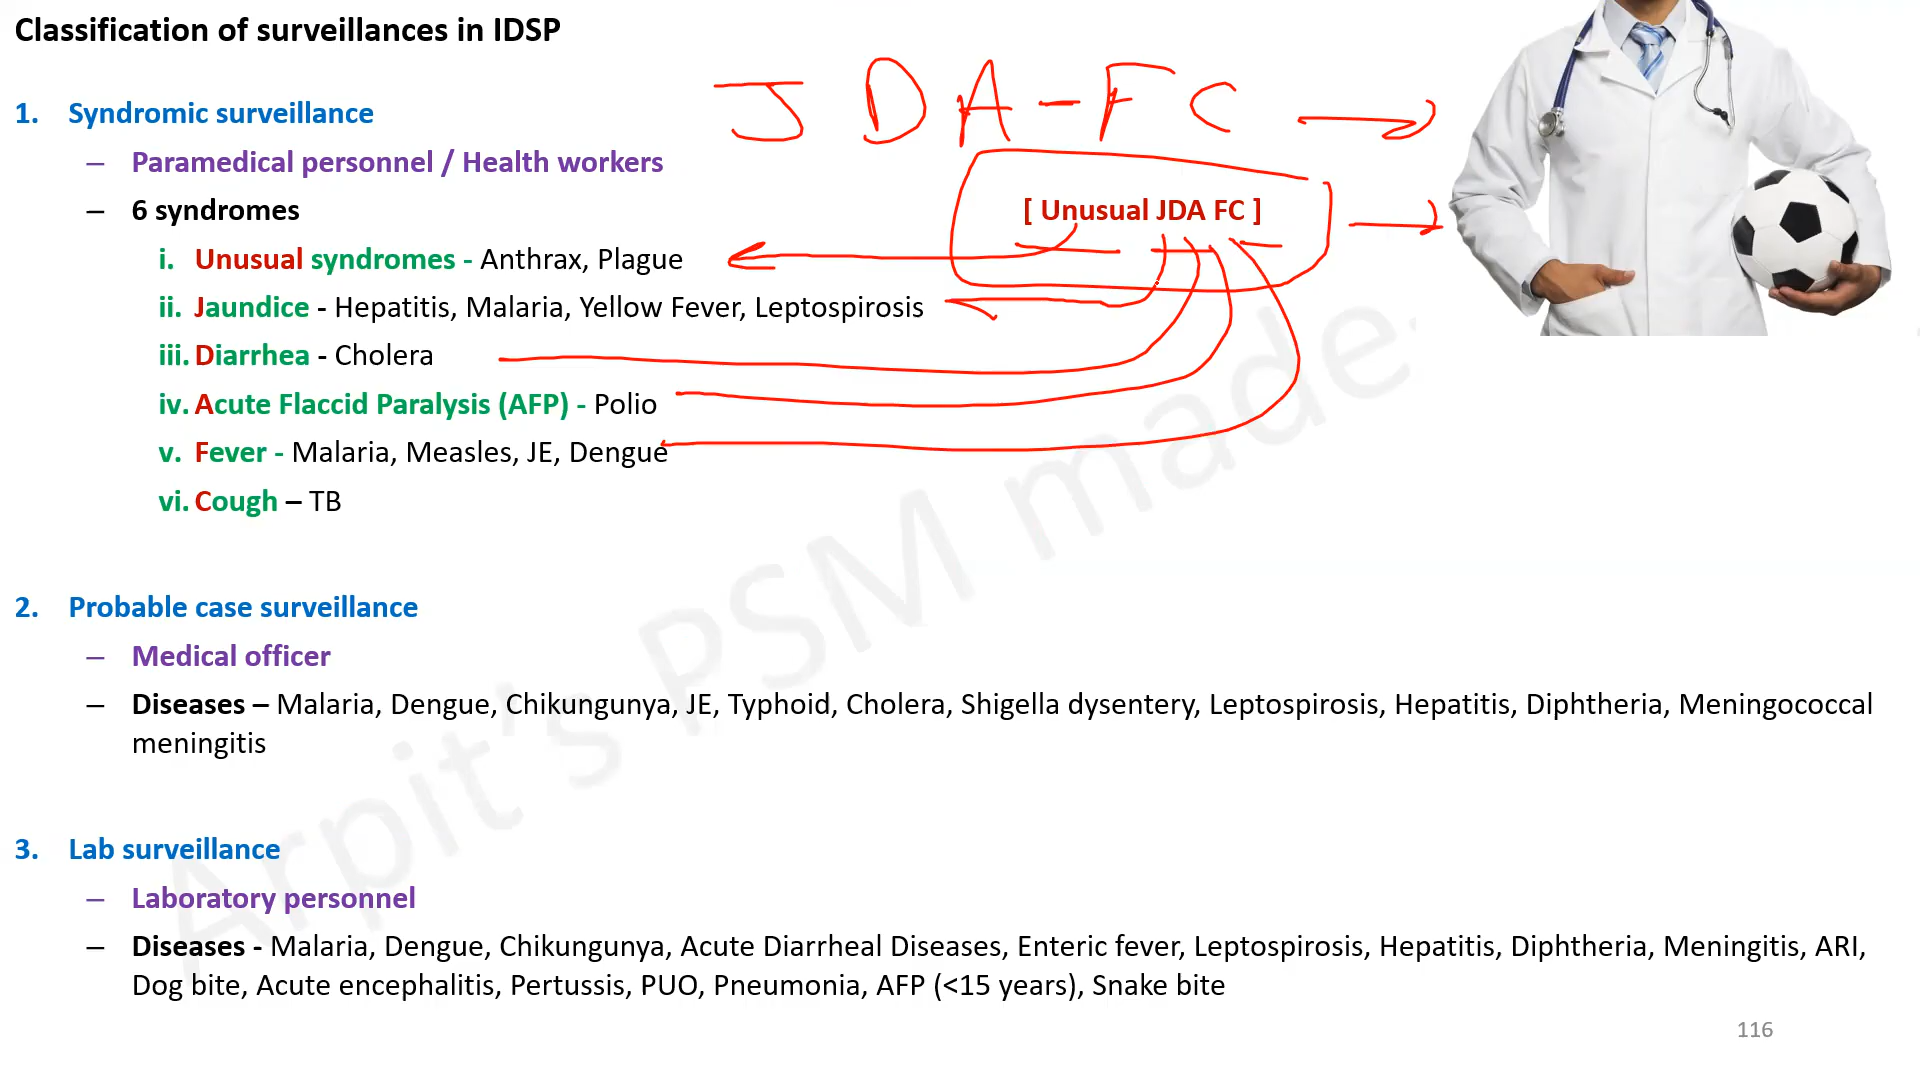 Classification of surveillances in IDSP
JDA-FC
1. Syndromic surveillance
– Paramedical personnel / Health workers
– 6 syndromes
[ Unusual JDA FC ]
i. Unusual syndromes - Anthrax, Plague
ii. Jaundice - Hepatitis, Malaria, Yellow Fever, Leptospirosis
iii. Diarrhea - Cholera
iv. Acute Flaccid Paralysis (AFP) - Polio
v. Fever - Malaria, Measles, JE, Dengue
vi. Cough – TB
2. Probable case surveillance
– Medical officer
– Diseases – Malaria, Dengue, Chikungunya, JE, Typhoid, Cholera, Shigella dysentery, Leptospirosis, Hepatitis, Diphtheria, Meningococcal
meningitis
3. Lab surveillance
– Laboratory personnel
– Diseases - Malaria, Dengue, Chikungunya, Acute Diarrheal Diseases, Enteric fever, Leptospirosis, Hepatitis, Diphtheria, Meningitis, ARI,
Dog bite, Acute encephalitis, Pertussis, PUO, Pneumonia, AFP (<15 years), Snake bite
Arpit's PSM made
116